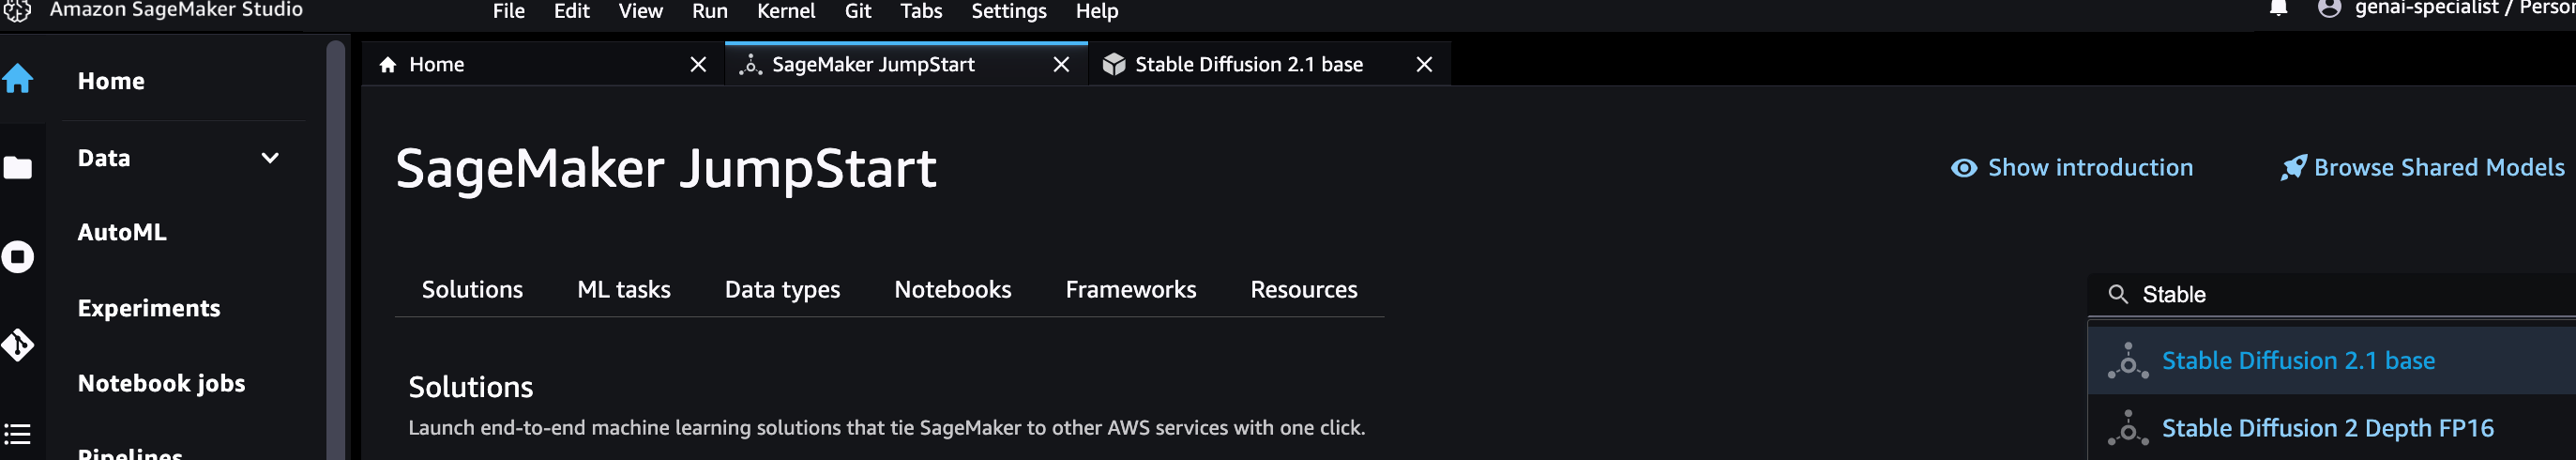 Amazon SageMaker Studio
File Edit View Run Kernel Git Tabs Settings Help
genai-specialist /
Home
Data
AutoML
Experiments
Notebook jobs
Pipelines
Home
SageMaker JumpStart
Stable Diffusion 2.1 base
SageMaker JumpStart
Show introduction
Browse Shared Models
Solutions ML tasks Data types Notebooks Frameworks Resources
Stable
Stable Diffusion 2.1 base
Stable Diffusion 2 Depth FP16
Solutions
Launch end-to-end machine learning solutions that tie SageMaker to other AWS services with one click.